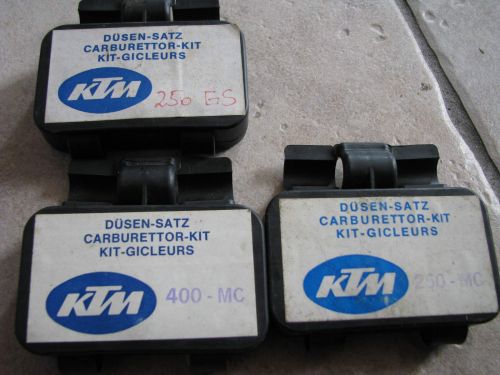 DÜSEN-SATZ
CARBURETTOR-KIT
KIT-GICLEURS
KTM 250 GS
DÜSEN-SATZ
CARBURETTOR-KIT
KIT-GICLEURS
KTM 400 - MC
DÜSEN-SATZ
CARBURETTOR-KIT
KIT-GICLEURS
KTM 250 - MC